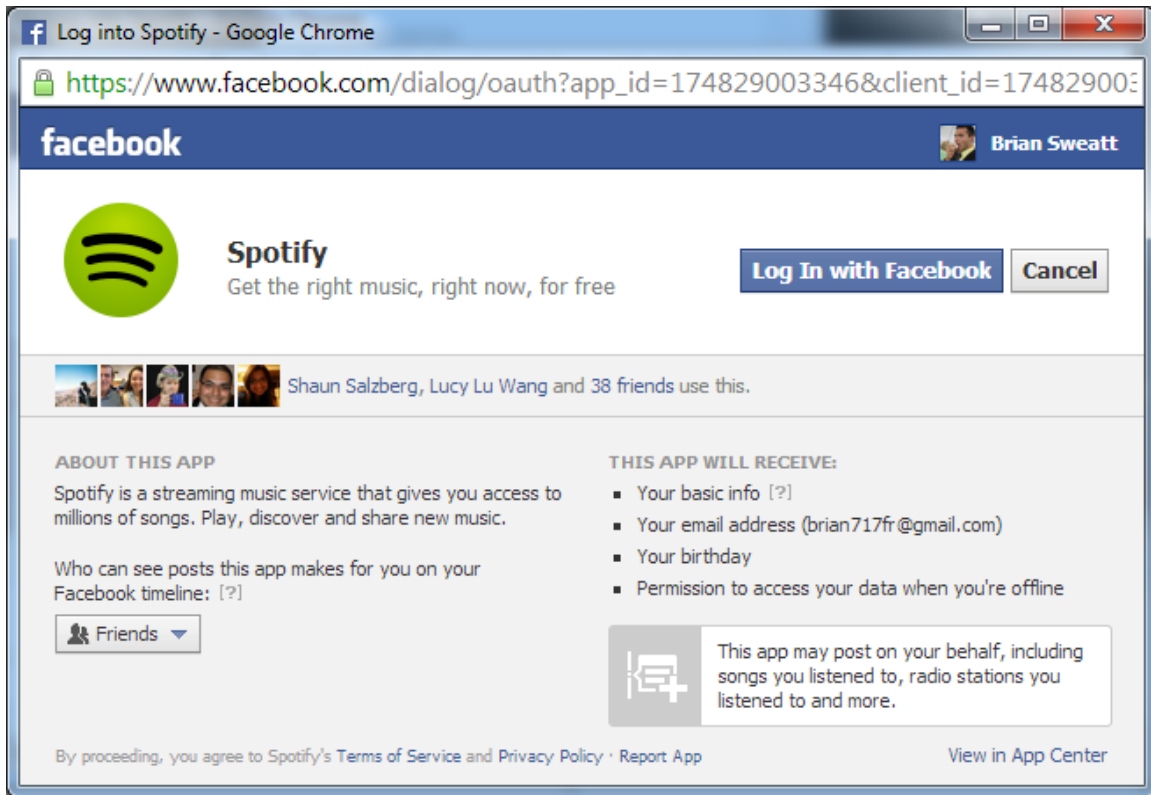 Log into Spotify - Google Chrome
https://www.facebook.com/dialog/oauth?app_id=174829003346&client_id=174829003
facebook
Brian Sweatt
Spotify
Get the right music, right now, for free
Log In with Facebook
Cancel
Shaun Salzberg, Lucy Lu Wang and 38 friends use this.
ABOUT THIS APP
Spotify is a streaming music service that gives you access to
millions of songs. Play, discover and share new music.
Who can see posts this app makes for you on your
Facebook timeline: [?]
Friends
THIS APP WILL RECEIVE:
Your basic info [?]
Your email address (brian717fr@gmail.com)
Your birthday
Permission to access your data when you're offline
This app may post on your behalf, including
songs you listened to, radio stations you
listened to and more.
By proceeding, you agree to Spotify's Terms of Service and Privacy Policy · Report App
View in App Center